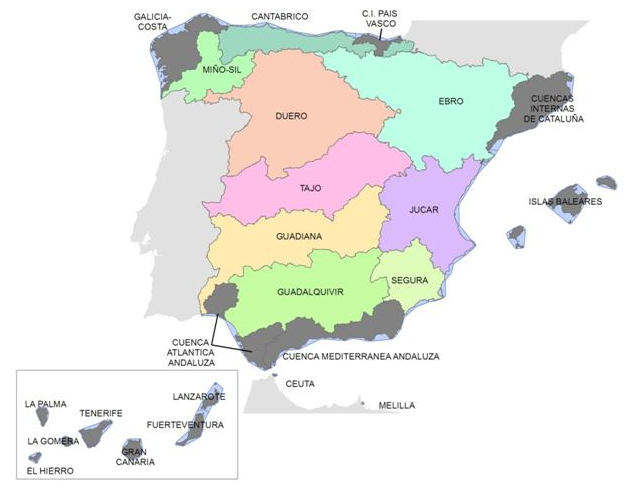 GALICIA-
COSTA
CANTABRICO
C.I. PAIS
VASCO
MIÑO-SIL
DUERO
EBRO
CUENCAS
INTERNAS
DE CATALUÑA
TAJO
JUCAR
ISLAS BALEARES
GUADIANA
SEGURA
GUADALQUIVIR
CUENCA
ATLANTICA
ANDALUZA
CUENCA MEDITERRANEA ANDALUZA
CEUTA
MELILLA
LANZAROTE
LA PALMA
TENERIFE
FUERTEVENTURA
LA GOMERA
GRAN
CANARIA
EL HIERRO